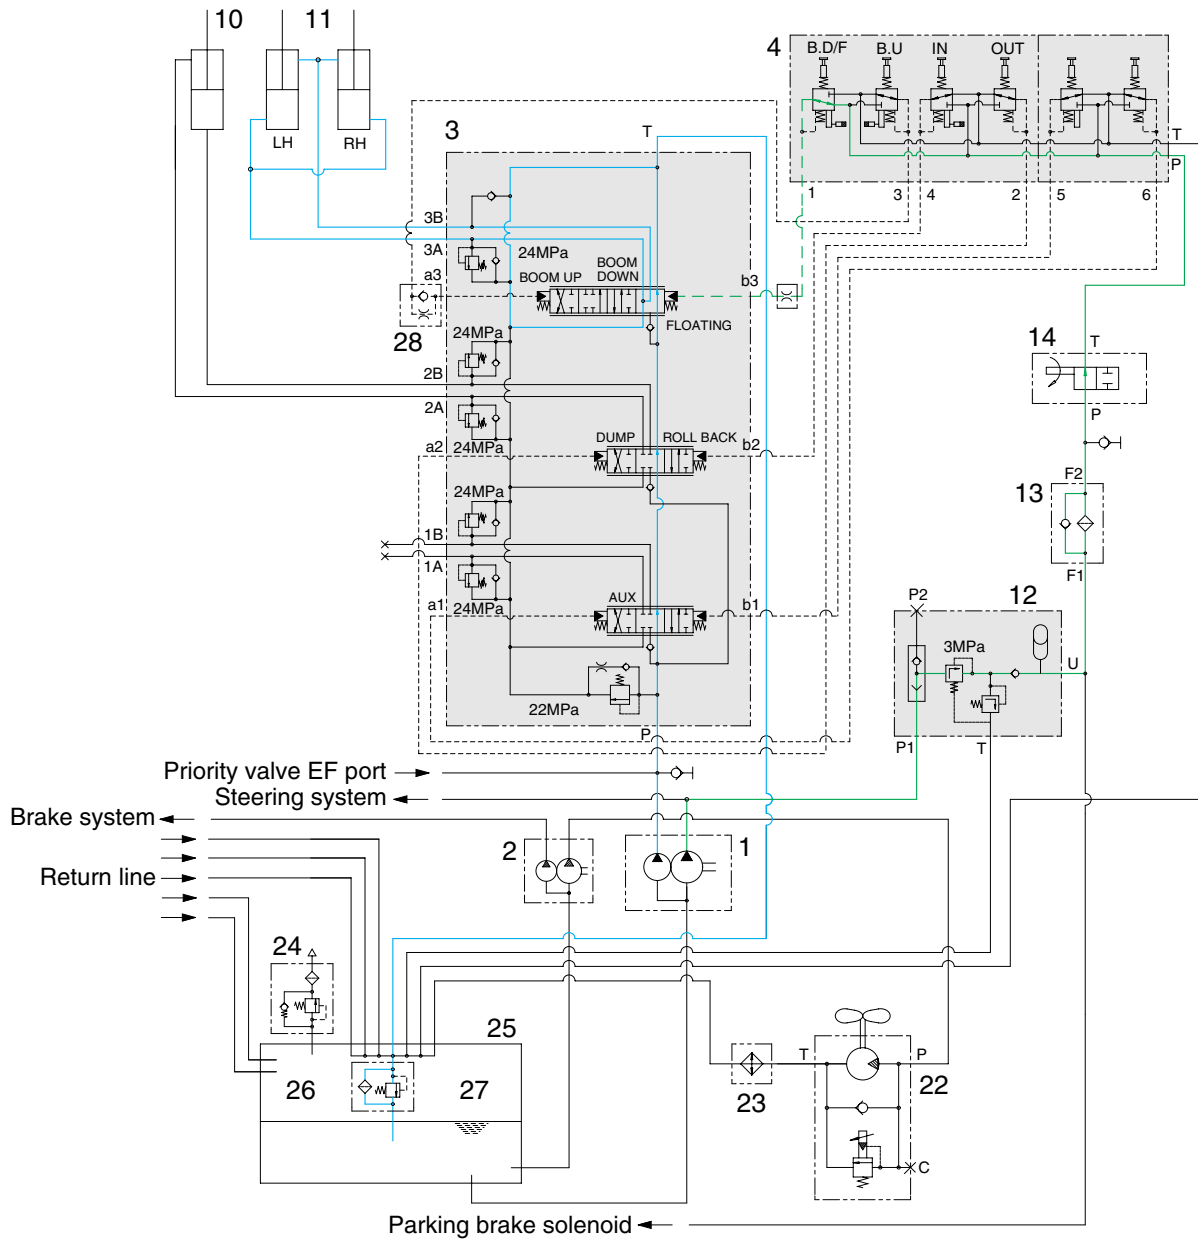 10
11
4
B.D/F
B.U
IN
OUT
3
T
LH
RH
T
P
1
3
4
2
5
6
3B
3A
24MPa
a3
BOOM UP
BOOM DOWN
b3
FLOATING
28
24MPa
14
T
2B
2A
P
DUMP
ROLL BACK
a2
24MPa
b2
F2
13
24MPa
1B
1A
F1
AUX
a1
24MPa
b1
P2
12
3MPa
U
22MPa
P
P1
T
Priority valve EF port
Steering system
Brake system
2
1
Return line
24
25
T
P
26
27
23
22
C
Parking brake solenoid